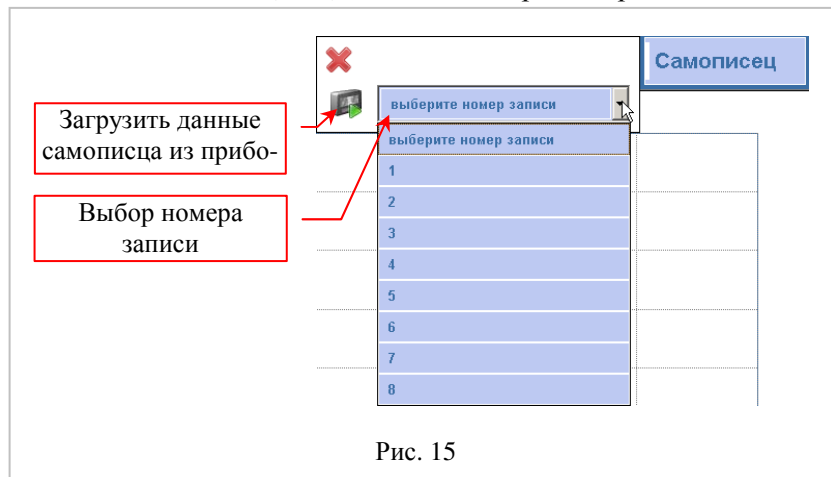 Самописец
выберите номер записи
Загрузить данные
самописца из прибо-
выберите номер записи
1
Выбор номера
записи
2
3
4
5
6
7
8
Рис. 15